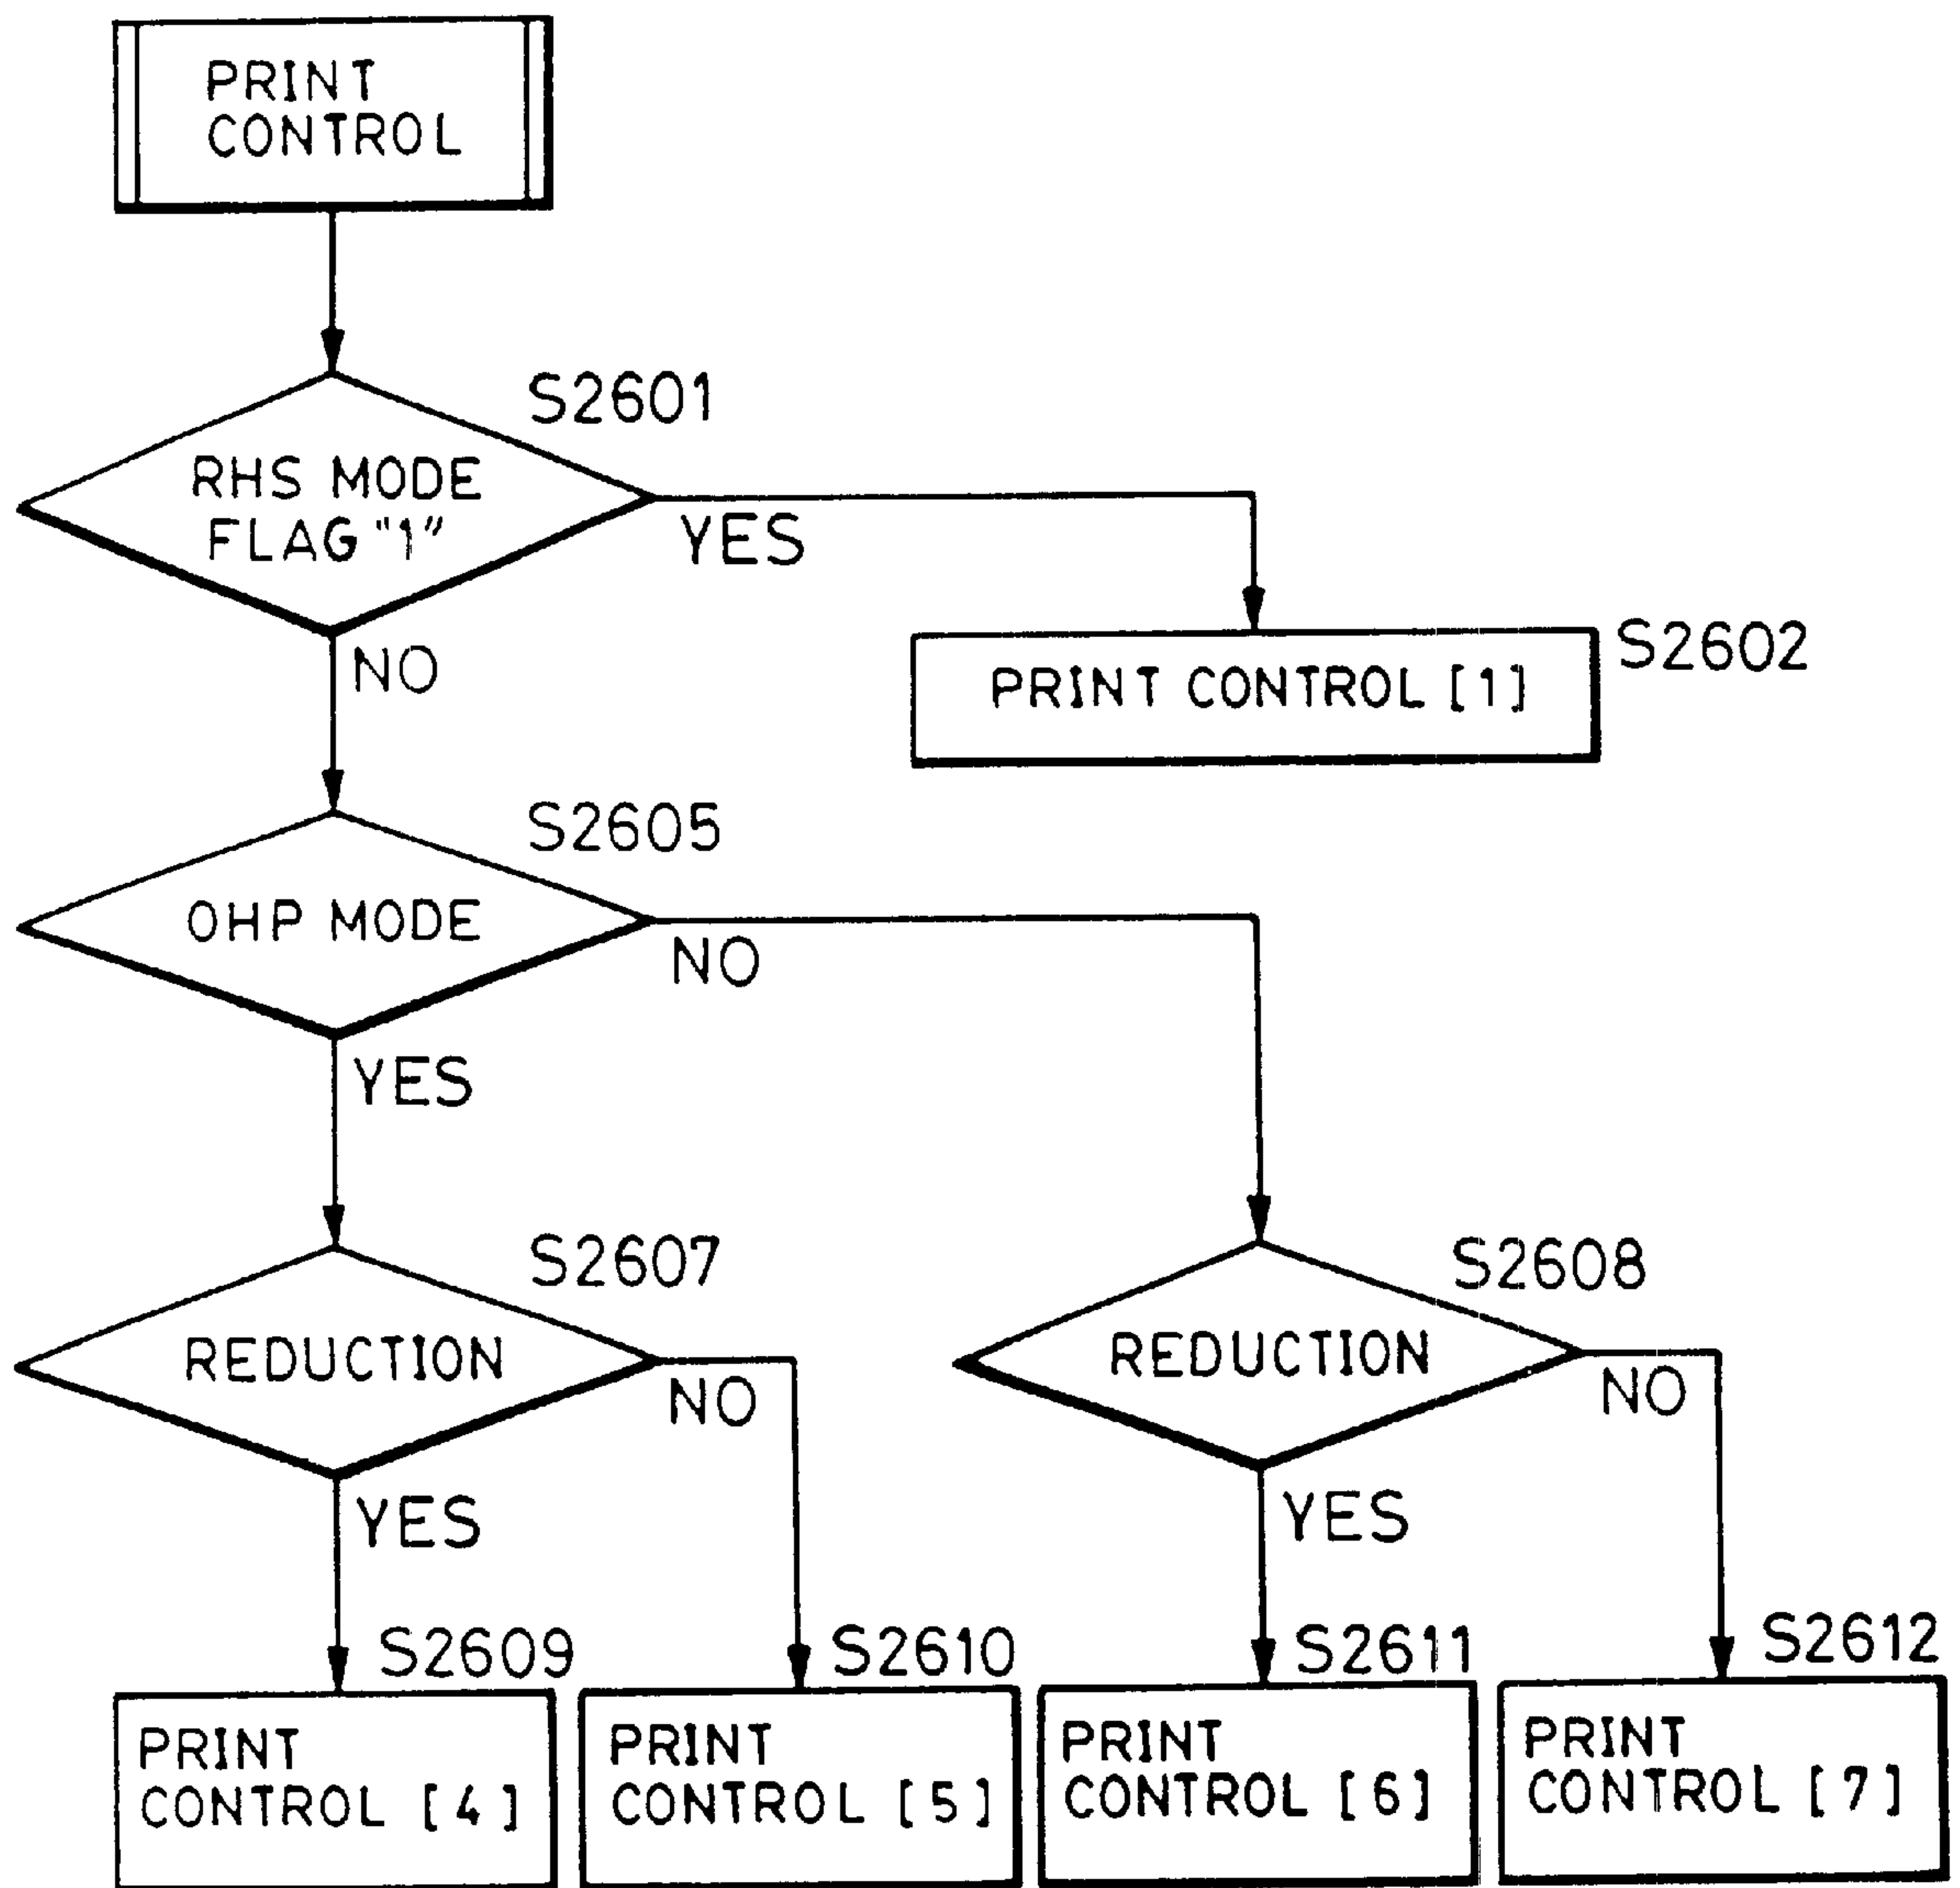 PRINT
CONTROL
S2601
RHS MODE
FLAG "1"
YES
NO
S2602
PRINT CONTROL [1]
S2605
OHP MODE
NO
YES
S2607
REDUCTION
NO
YES
S2608
REDUCTION
NO
YES
S2609
PRINT
CONTROL [4]
S2610
PRINT
CONTROL [5]
S2611
PRINT
CONTROL [6]
S2612
PRINT
CONTROL [7]